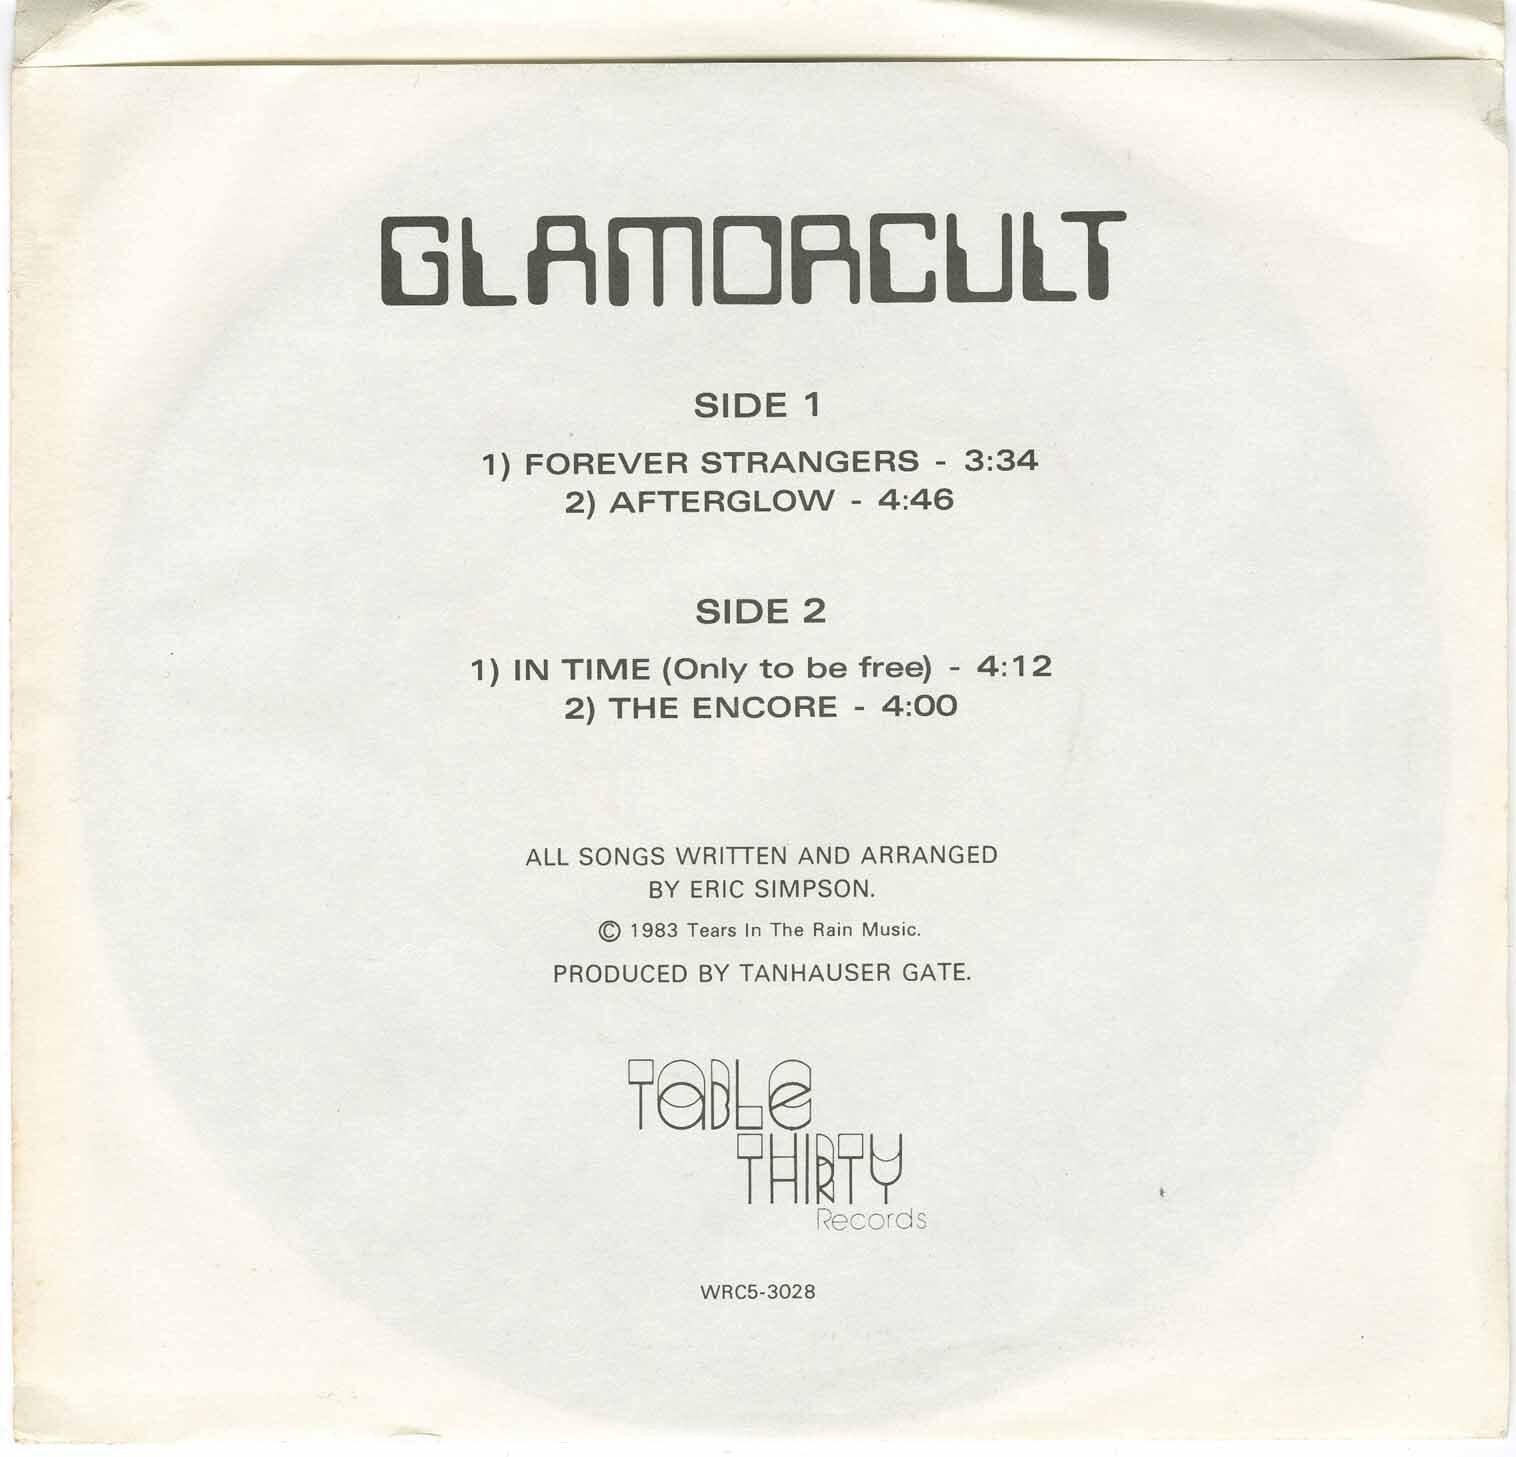 GLAMORCULT
SIDE 1
1) FOREVER STRANGERS - 3:34
2) AFTERGLOW - 4:46
SIDE 2
1) IN TIME (Only to be free) - 4:12
2) THE ENCORE - 4:00
ALL SONGS WRITTEN AND ARRANGED
BY ERIC SIMPSON.
© 1983 Tears In The Rain Music.
PRODUCED BY TANHAUSER GATE.
TABLE
THIRTY
Records
WRC5-3028